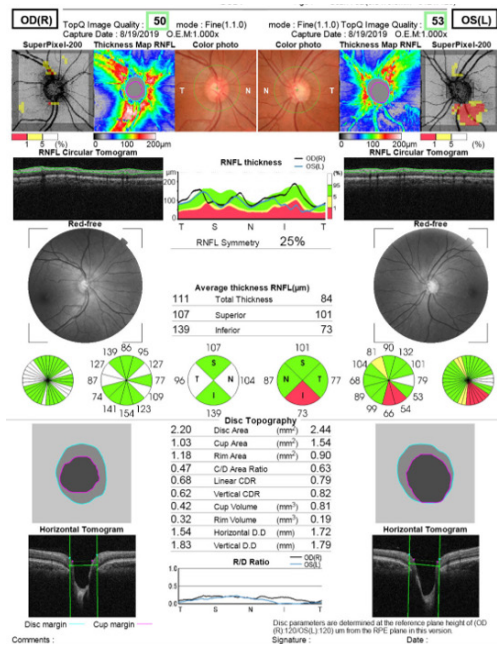 OD(R) TopQ Image Quality : 50 mode : Fine(1.1.0) mode : Fine(1.1.0) TopQ Image Quality : 53 OS(L)
Capture Date : 8/19/2019 O.E.M:1.000x Capture Date : 8/19/2019 O.E.M:1.000x
SuperPixel-200 Thickness Map RNFL Color photo Color photo Thickness Map RNFL SuperPixel-200
T N N T
1 5 (%) 0 100 200μm 0 100 200μm 1 5 (%)
RNFL Circular Tomogram RNFL thickness OD(R) OS(L) RNFL Circular Tomogram
μm 200 100 0 (%) 95 5 1
T S N I T
RNFL Symmetry 25%
Red-free Red-free
Average thickness RNFL(μm)
111 Total Thickness 84
107 Superior 101
139 Inferior 73
139 86 95 127 127 87 77 74 109 141 154 123
107 S 96 T N 104 I 139
101 S 87 N T 77 I 73
81 90 132 104 101 68 79 89 53 99 66 54
Disc Topography
2.20 Disc Area (mm²) 2.44
1.03 Cup Area (mm²) 1.54
1.18 Rim Area (mm²) 0.90
0.47 C/D Area Ratio 0.63
0.68 Linear CDR 0.79
0.62 Vertical CDR 0.82
0.42 Cup Volume (mm³) 0.81
0.32 Rim Volume (mm³) 0.19
1.54 Horizontal D.D (mm) 1.72
1.83 Vertical D.D (mm) 1.79
Horizontal Tomogram Horizontal Tomogram
R/D Ratio OD(R) OS(L)
1.0 0.5 0.0
T S N I T
Disc margin Cup margin
Disc parameters are determined at the reference plane height of (OD
(R):120/OS(L):120) um from the RPE plane in this version.
Comments : Signature : Date :